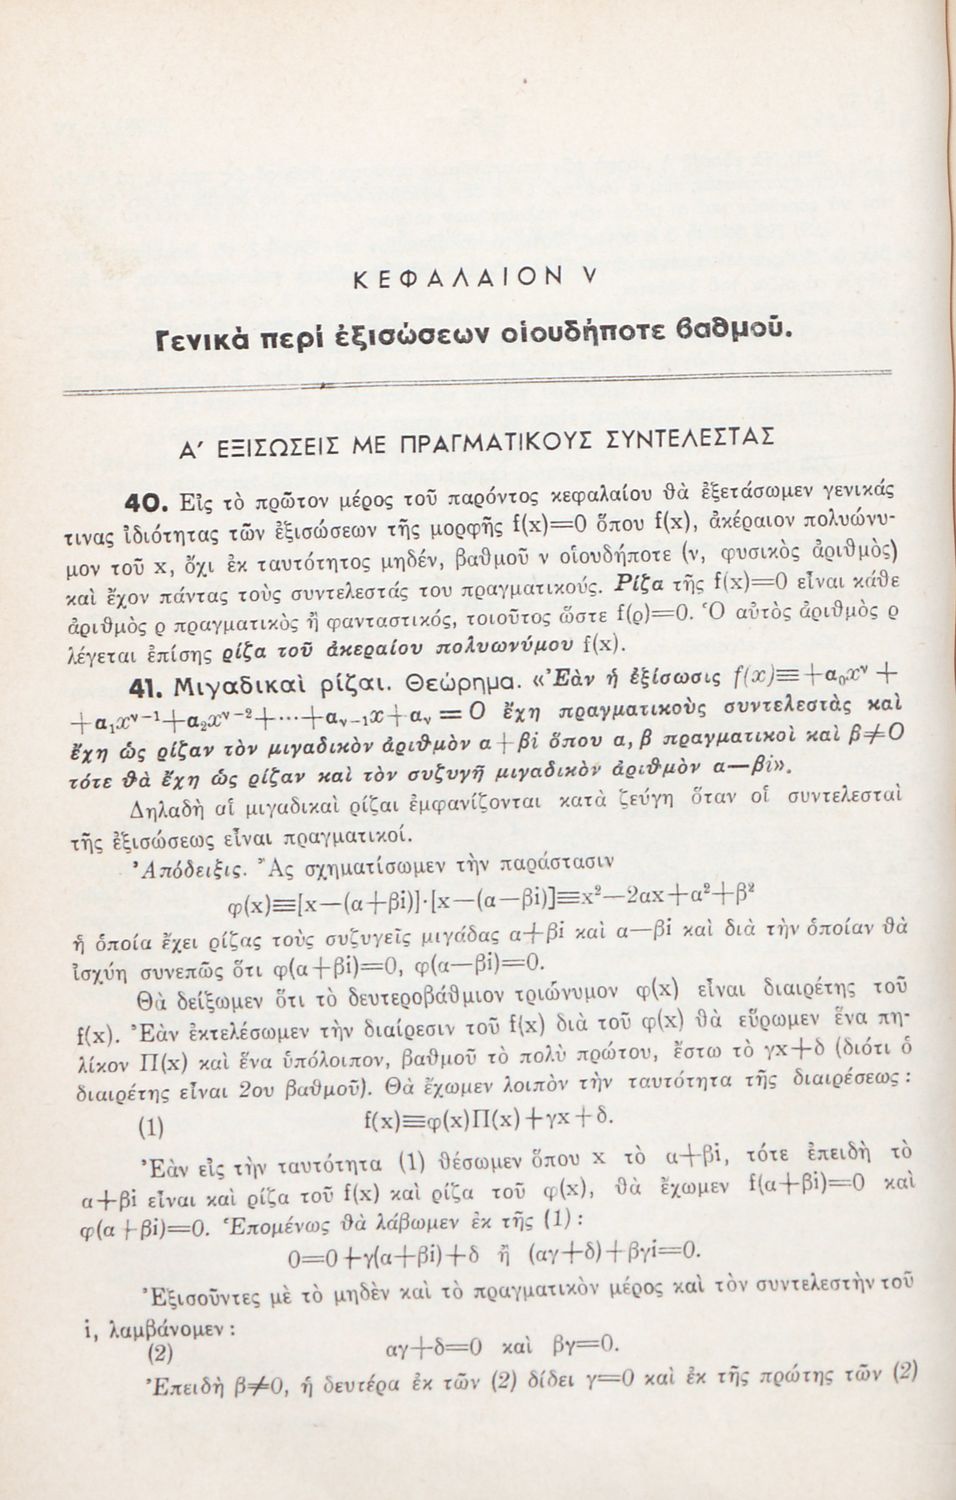 ΚΕΦΑΛΑΙΟΝ V
Γενικὰ περὶ ἐξισώσεων οἱουδήποτε βαθμοῦ.
Α′ ΕΞΙΣΩΣΕΙΣ ΜΕ ΠΡΑΓΜΑΤΙΚΟΥΣ ΣΥΝΤΕΛΕΣΤΑΣ
40. Εἰς τὸ πρῶτον μέρος τοῦ παρόντος κεφαλαίου θὰ ἐξετάσωμεν γενικάς
τινας ἰδιότητας τῶν ἐξισώσεων τῆς μορφῆς f(x)=0 ὅπου f(x), ἀκέραιον πολυώνυ-
μον τοῦ x, ὄχι ἐκ ταυτότητος μηδέν, βαθμοῦ ν οἱουδήποτε (ν, φυσικὸς ἀριθμὸς)
καὶ ἔχον πάντας τοὺς συντελεστάς του πραγματικούς. Ρίζα τῆς f(x)=0 εἶναι κάθε
ἀριθμὸς ρ πραγματικὸς ἢ φανταστικός, τοιοῦτος ὥστε f(ρ)=0. Ὁ αὐτὸς ἀριθμὸς ρ
λέγεται ἐπίσης ρίζα τοῦ ἀκεραίου πολυωνύμου f(x).
41. Μιγαδικαὶ ρίζαι. Θεώρημα. «Ἐὰν ἡ ἐξίσωσις f(x)≡+α₀xᵛ+
+α₁xᵛ⁻¹+α₂xᵛ⁻²+···+αᵥ₋₁x+αᵥ = 0 ἔχῃ πραγματικοὺς συντελεστὰς καὶ
ἔχῃ ὡς ρίζαν τὸν μιγαδικὸν ἀριθμὸν α+βi ὅπου α, β πραγματικοὶ καὶ β≠0
τότε θὰ ἔχῃ ὡς ρίζαν καὶ τὸν συζυγῆ μιγαδικὸν ἀριθμὸν α—βi».
Δηλαδὴ αἱ μιγαδικαὶ ρίζαι ἐμφανίζονται κατὰ ζεύγη ὅταν οἱ συντελεσταὶ
τῆς ἐξισώσεως εἶναι πραγματικοί.
Ἀπόδειξις. Ἂς σχηματίσωμεν τὴν παράστασιν
φ(x)≡[x—(α+βi)]·[x—(α—βi)]≡x²—2αx+α²+β²
ἡ ὁποία ἔχει ρίζας τοὺς συζυγεῖς μιγάδας α+βi καὶ α—βi καὶ διὰ τὴν ὁποίαν θὰ
ἰσχύῃ συνεπῶς ὅτι φ(α+βi)=0, φ(α—βi)=0.
Θὰ δείξωμεν ὅτι τὸ δευτεροβάθμιον τριώνυμον φ(x) εἶναι διαιρέτης τοῦ
f(x). Ἐὰν ἐκτελέσωμεν τὴν διαίρεσιν τοῦ f(x) διὰ τοῦ φ(x) θὰ εὕρωμεν ἕνα πη-
λίκον Π(x) καὶ ἕνα ὑπόλοιπον, βαθμοῦ τὸ πολὺ πρώτου, ἔστω τὸ γx+δ (διότι ὁ
διαιρέτης εἶναι 2ου βαθμοῦ). Θὰ ἔχωμεν λοιπὸν τὴν ταυτότητα τῆς διαιρέσεως:
(1) f(x)≡φ(x)Π(x)+γx+δ.
Ἐὰν εἰς τὴν ταυτότητα (1) θέσωμεν ὅπου x τὸ α+βi, τότε ἐπειδὴ τὸ
α+βi εἶναι καὶ ρίζα τοῦ f(x) καὶ ρίζα τοῦ φ(x), θὰ ἔχωμεν f(α+βi)=0 καὶ
φ(α+βi)=0. Ἑπομένως θὰ λάβωμεν ἐκ τῆς (1):
0=0+γ(α+βi)+δ ἢ (αγ+δ)+βγi=0.
Ἐξισοῦντες μὲ τὸ μηδὲν καὶ τὸ πραγματικὸν μέρος καὶ τὸν συντελεστὴν τοῦ
i, λαμβάνομεν:
(2) αγ+δ=0 καὶ βγ=0.
Ἐπειδὴ β≠0, ἡ δευτέρα ἐκ τῶν (2) δίδει γ=0 καὶ ἐκ τῆς πρώτης τῶν (2)